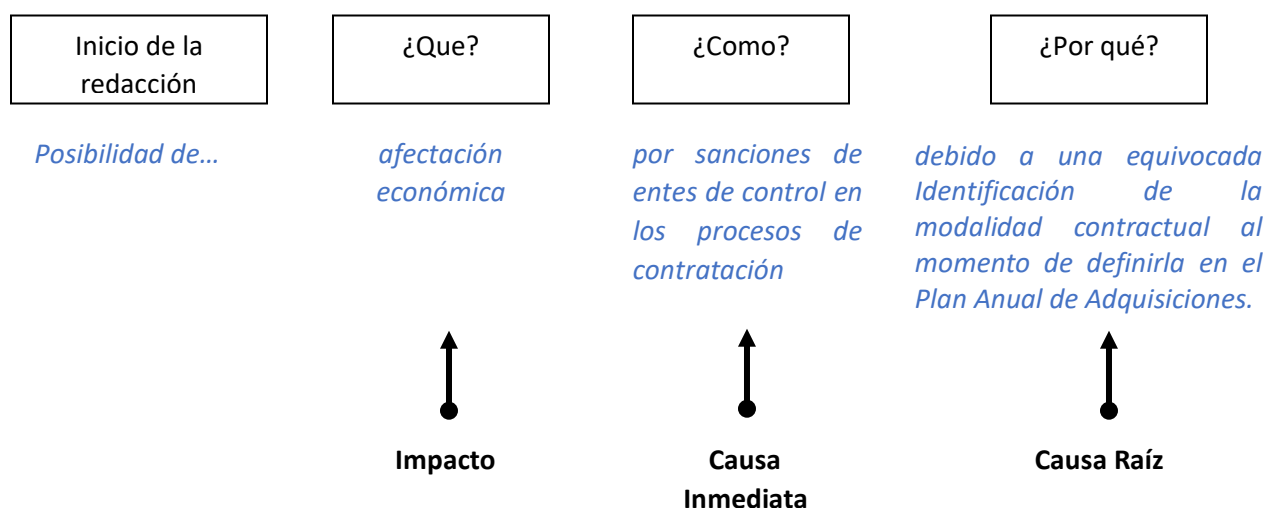 Inicio de la
redacción
¿Que?
¿Como?
¿Por qué?
Posibilidad de…
afectación
económica
por sanciones de
entes de control en
los procesos de
contratación
debido a una equivocada
Identificación de la
modalidad contractual al
momento de definirla en el
Plan Anual de Adquisiciones.
Impacto
Causa
Inmediata
Causa Raíz